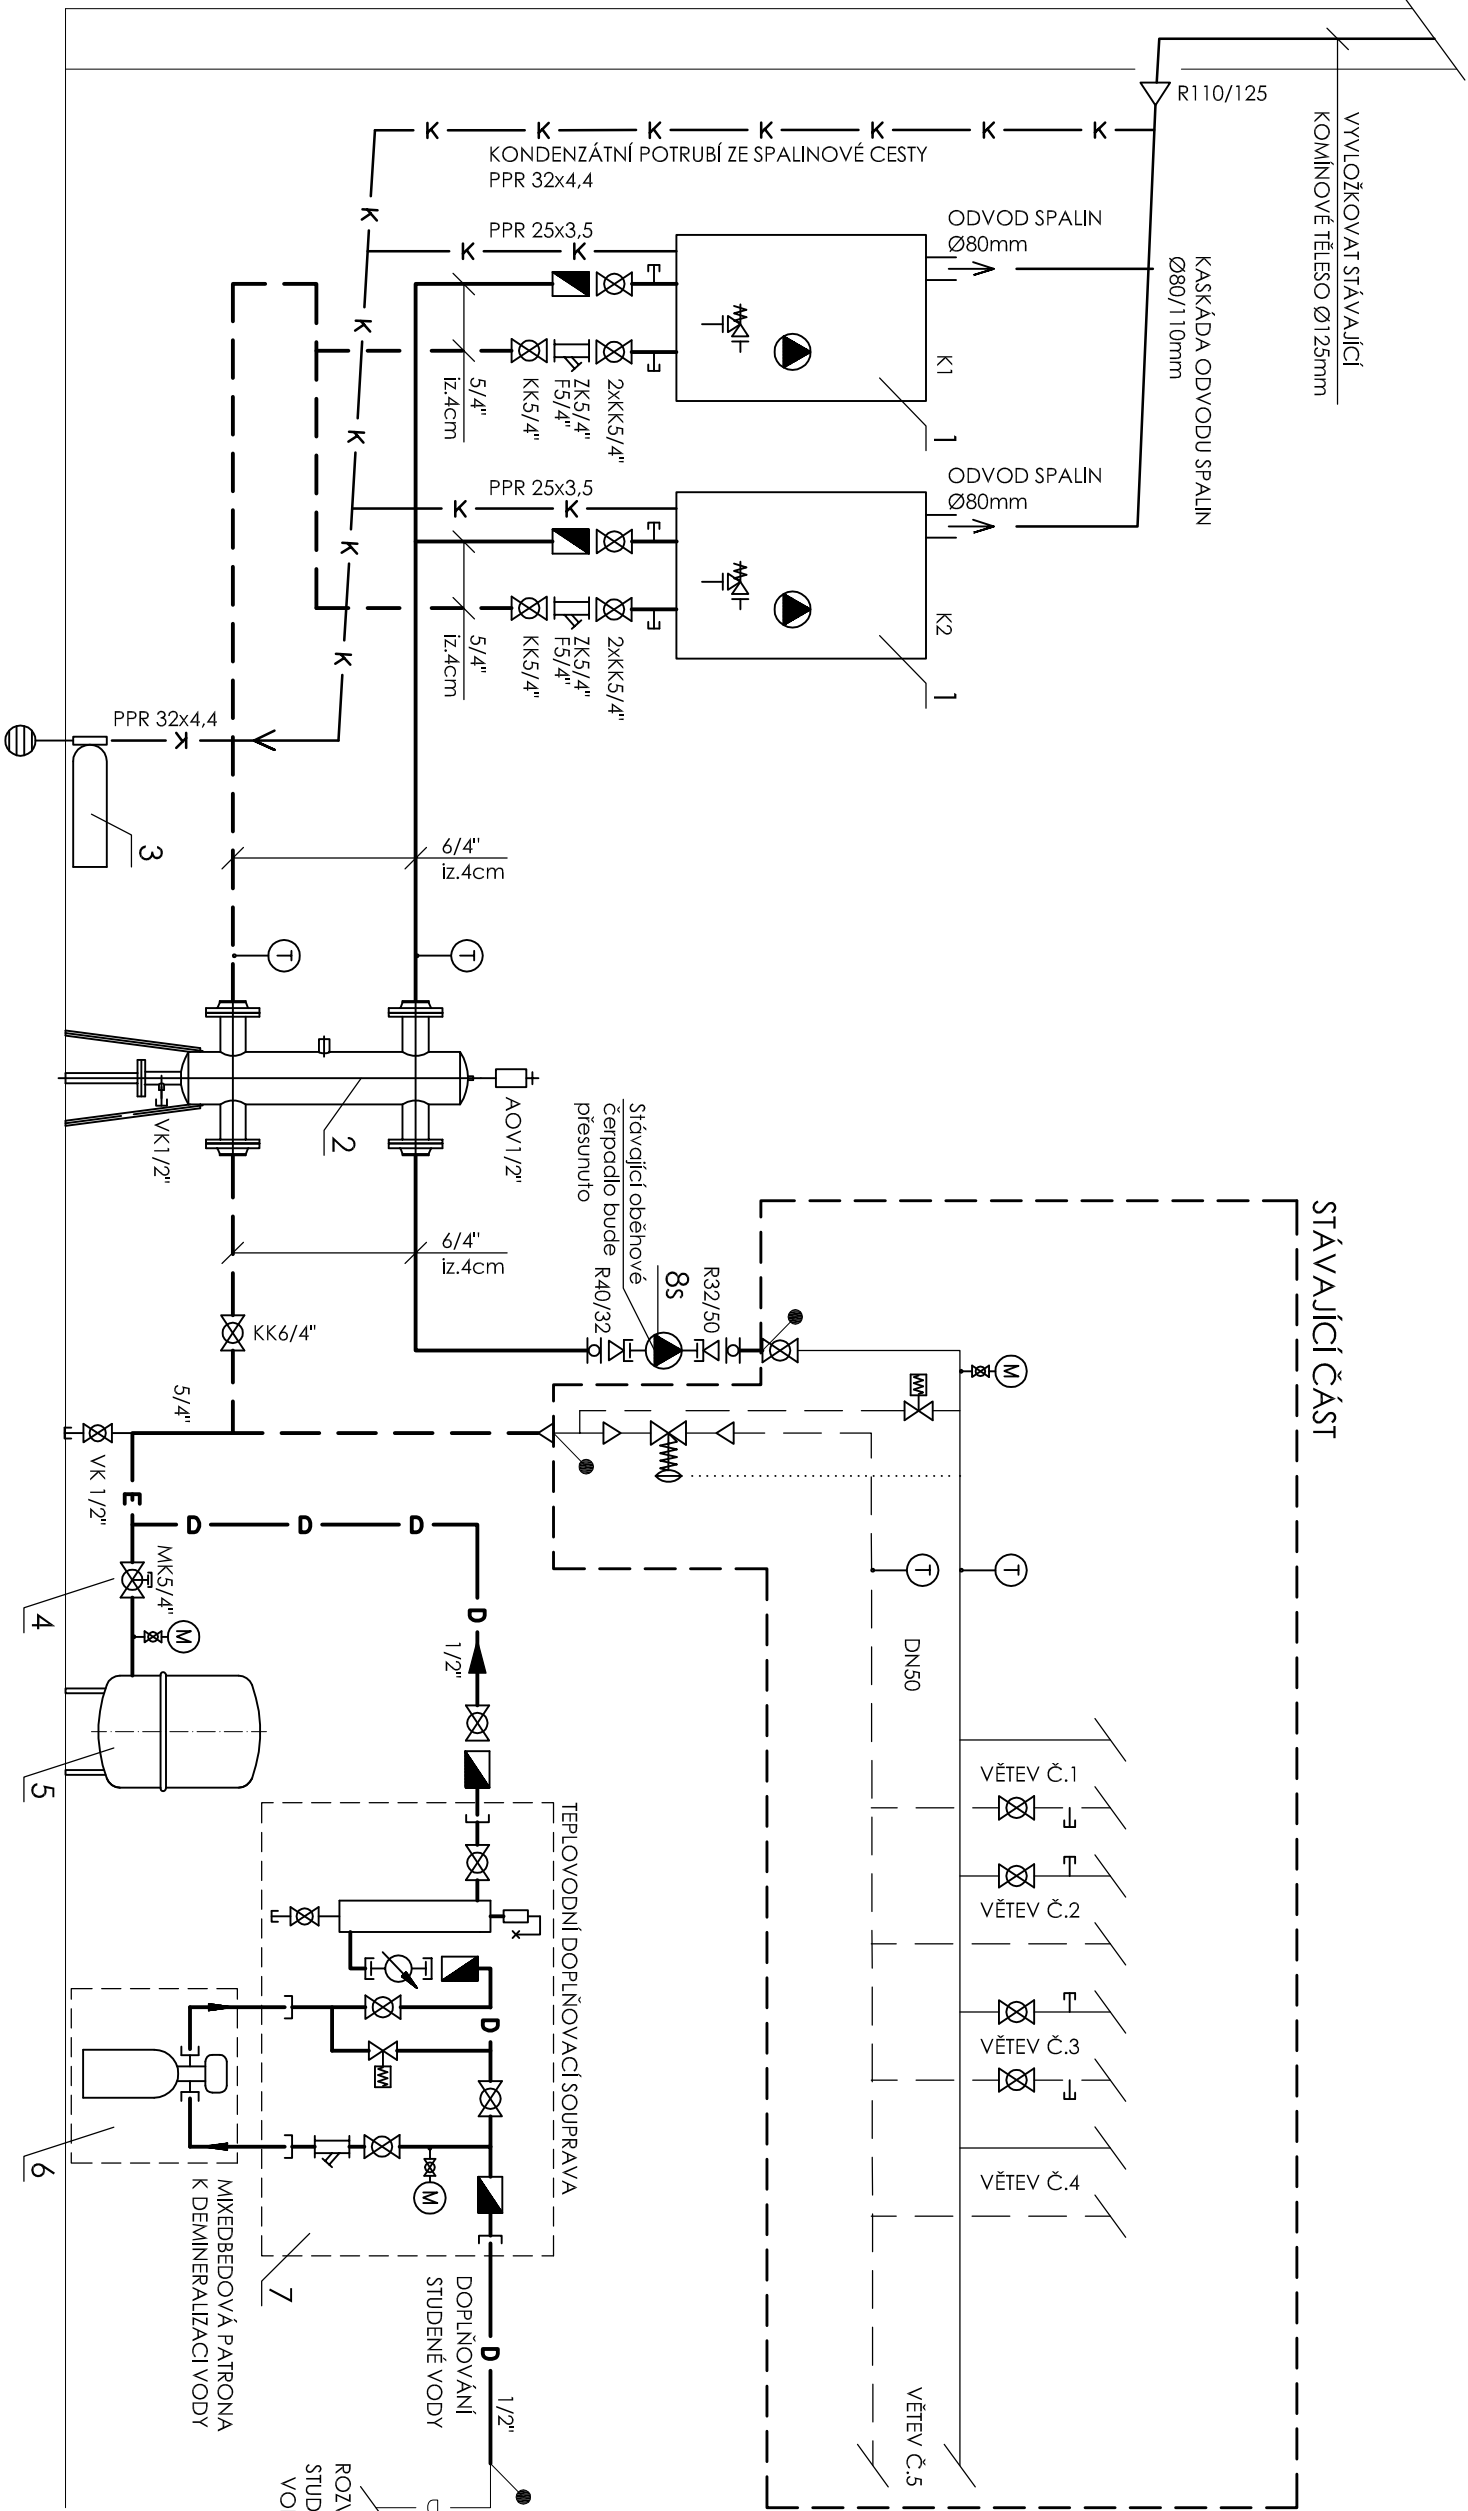 VYVLOŽKOVAT STÁVAJÍCÍ
KOMÍNOVÉ TĚLESO Ø125mm
R110/125
KASKÁDA ODVODU SPALIN
Ø80/110mm
K K K K K K K
KONDENZÁTNÍ POTRUBÍ ZE SPALINOVÉ CESTY
PPR 32x4,4
ODVOD SPALIN
Ø80mm
PPR 25x3,5
K K
K
K
K
K
K
K1
1
2xKK5/4"
ZK5/4"
F5/4"
KK5/4"
5/4"
iz.4cm
ODVOD SPALIN
Ø80mm
PPR 25x3,5
K K
K2
1
2xKK5/4"
ZK5/4"
F5/4"
KK5/4"
5/4"
iz.4cm
PPR 32x4,4
K
3
6/4"
iz.4cm
T
T
AOV1/2"
VK1/2"
2
6/4"
iz.4cm
KK6/4"
Stávající oběhové
čerpadlo bude
přesunuto
R40/32
8s
R32/50
STÁVAJÍCÍ ČÁST
M
T
T
DN50
VĚTEV Č.1
VĚTEV Č.2
VĚTEV Č.3
VĚTEV Č.4
VĚTEV Č.5
5/4"
VK 1/2"
E
D D D
D
MK5/4"
4
M
5
1/2"
TEPLOVODNÍ DOPLŇOVACÍ SOUPRAVA
D
M
7
6
MIXEDBEDOVÁ PATRONA
K DEMINERALIZACI VODY
DOPLŇOVÁNÍ
STUDENÉ VODY
D
1/2"
ROZV
STUD
VO